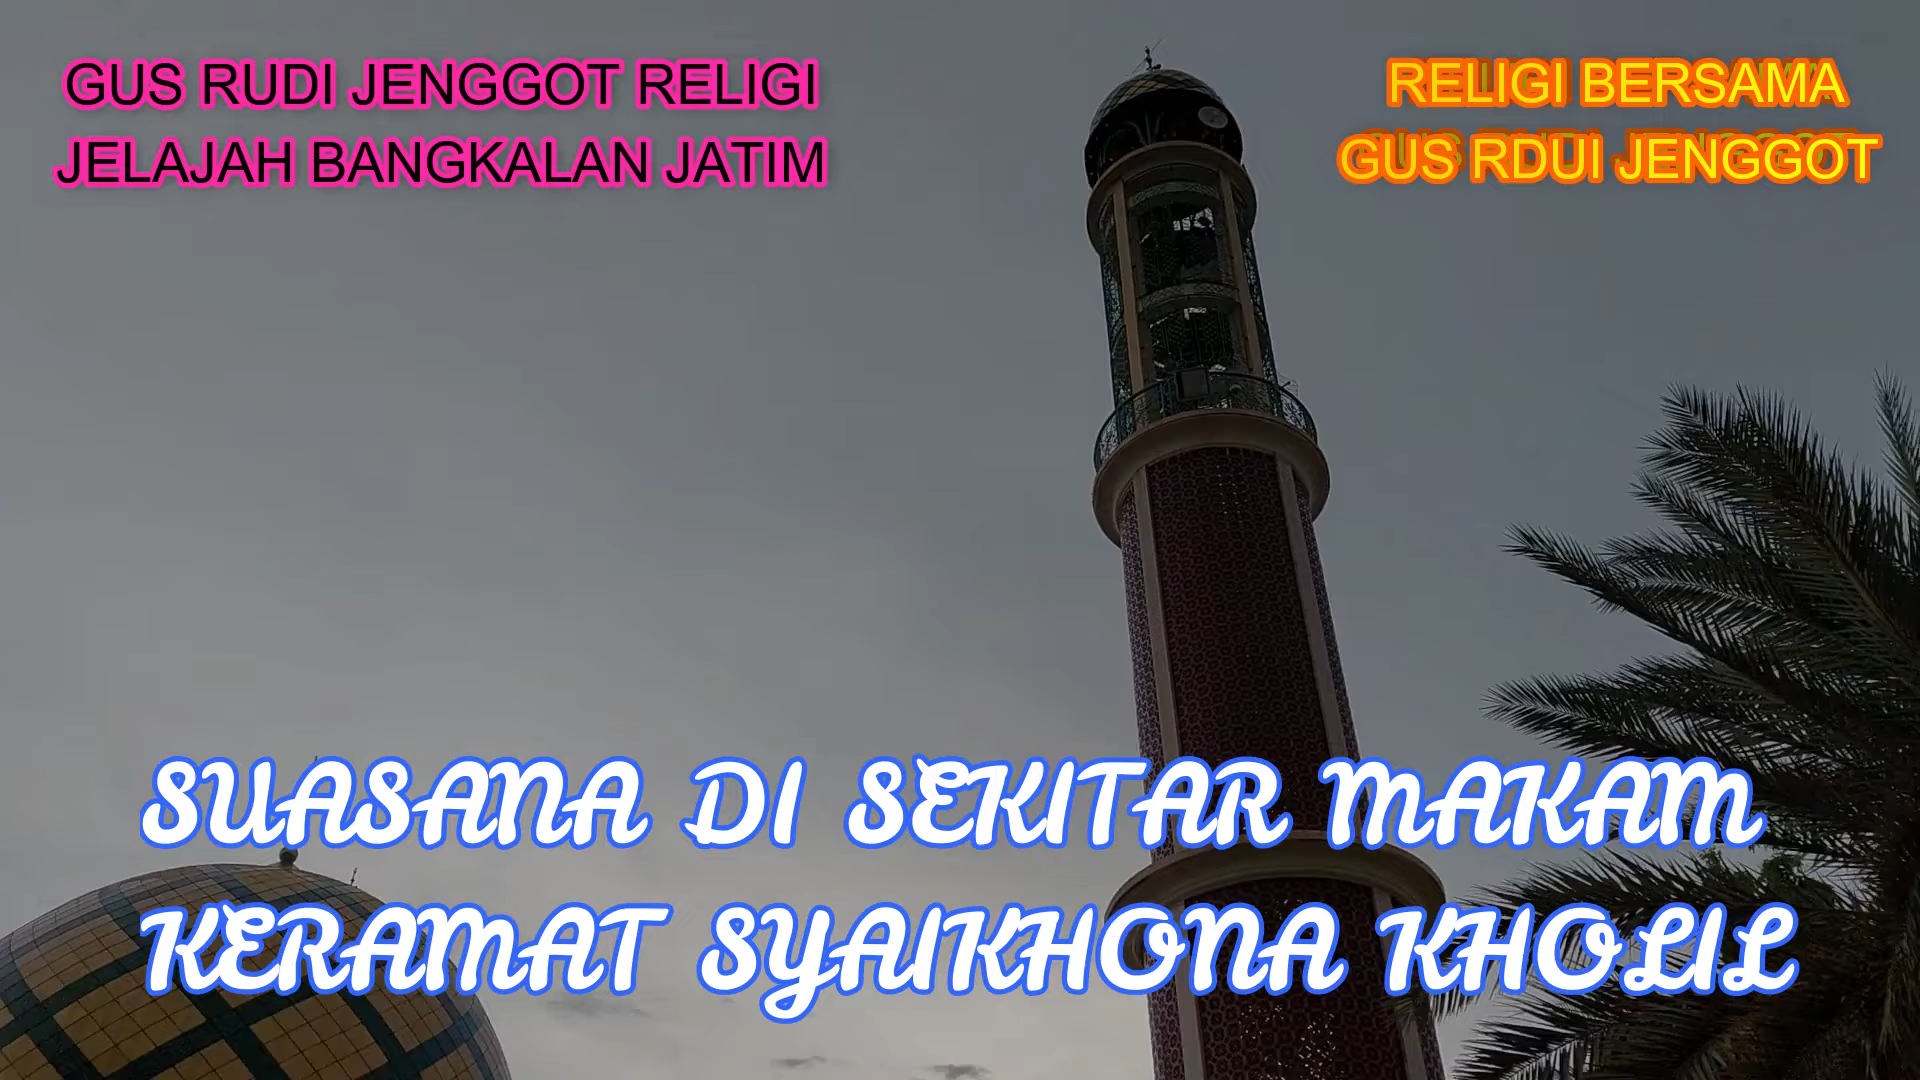 GUS RUDI JENGGOT RELIGI
JELAJAH BANGKALAN JATIM
RELIGI BERSAMA
GUS RDUI JENGGOT
SUASANA DI SEKITAR MAKAM
KERAMAT SYAIKHONA KHOLIL